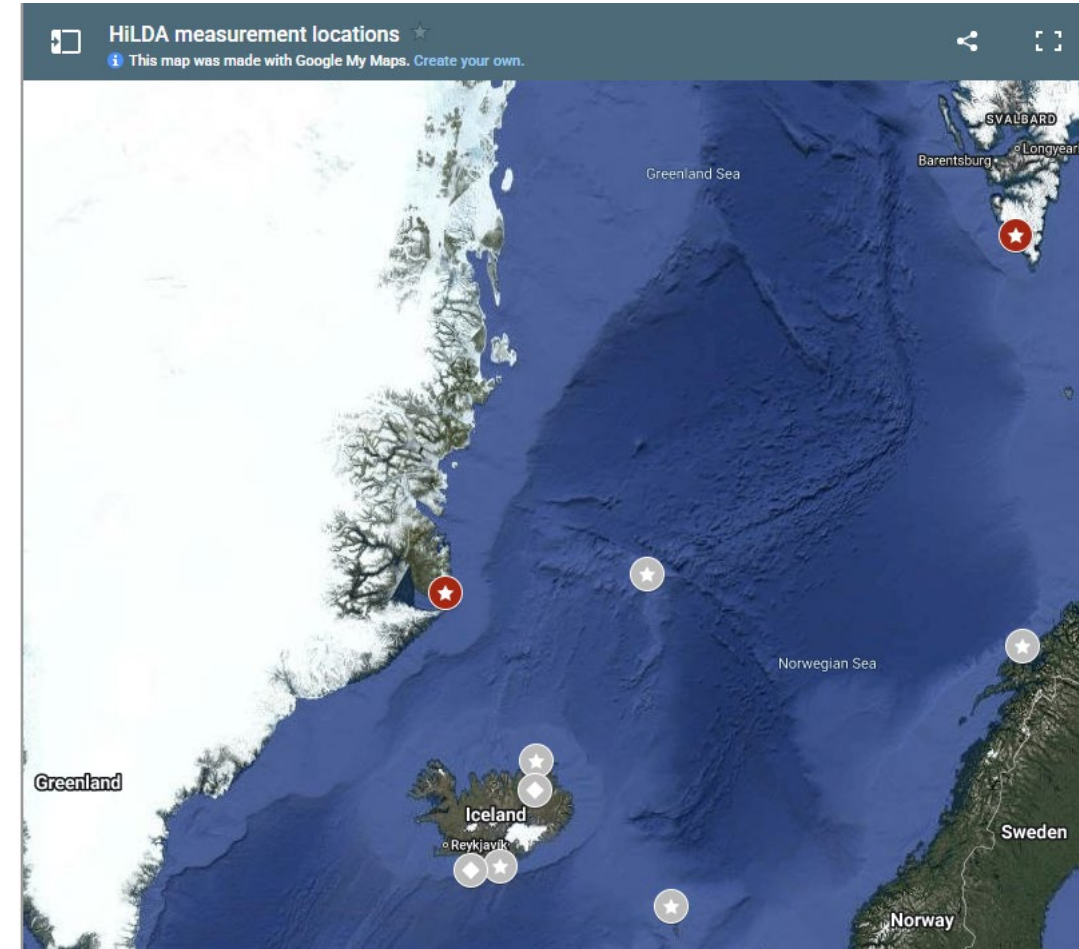 HiLDA measurement locations
This map was made with Google My Maps. Create your own.
SVALBARD
Longyear
Barentsburg
Greenland Sea
Norwegian Sea
Greenland
Iceland
Reykjavík
Sweden
Norway